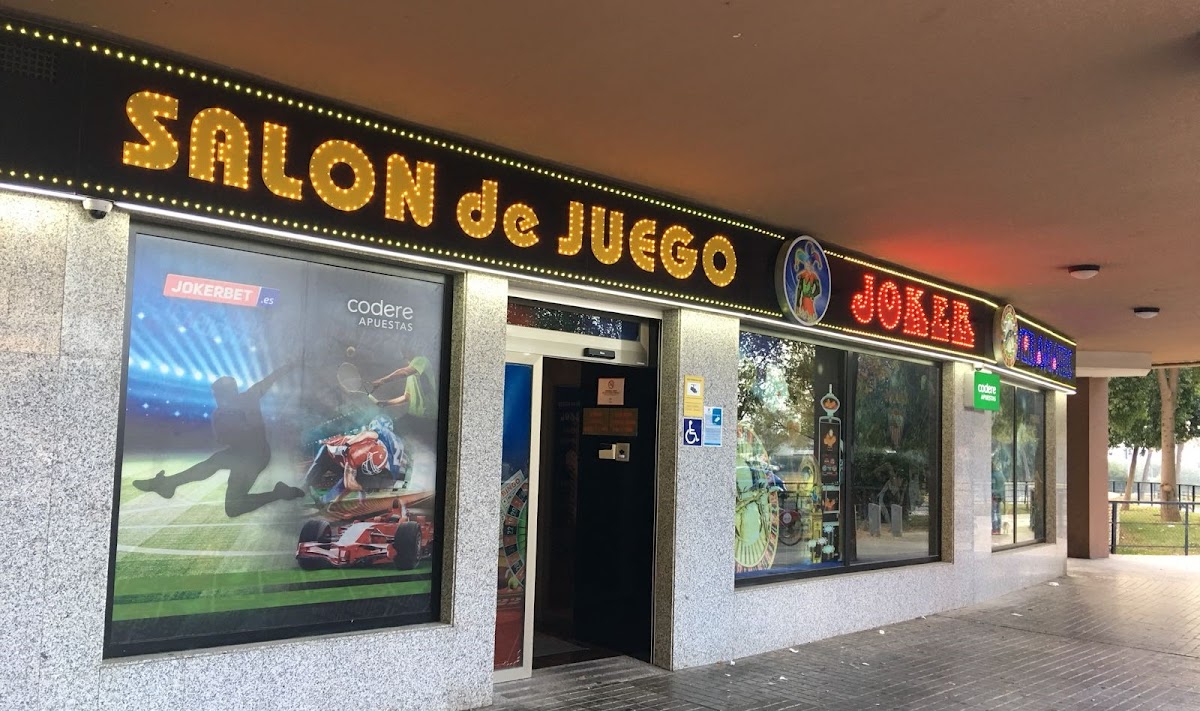 SALON de JUEGO
JOKER
JOKERBET.es
codere
APUESTAS
codere
APUESTAS